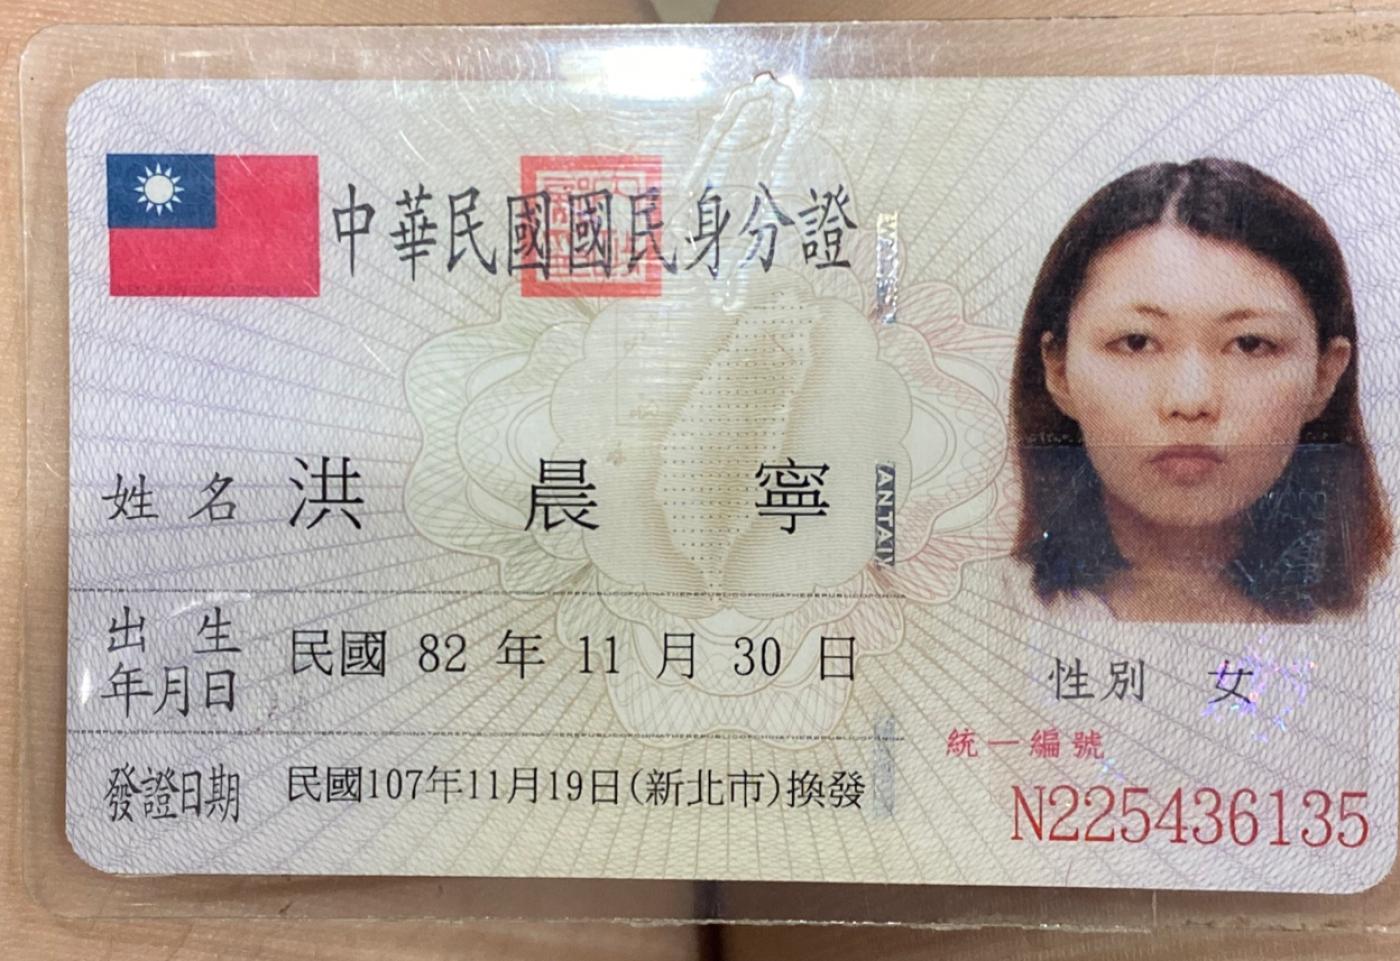 中華民國國民身分證
姓名 洪晨寧
出生年月日 民國 82 年 11 月 30 日
性別 女
發證日期 民國107年11月19日(新北市)換發
統一編號
N225436135